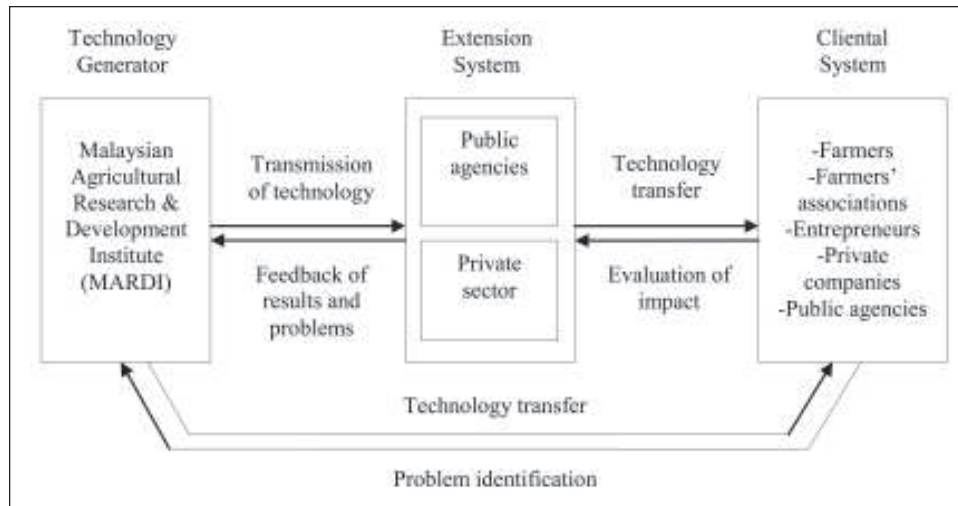 Technology
Generator
Extension
System
Cliental
System
Malaysian
Agricultural
Research &
Development
Institute
(MARDI)
Transmission
of technology
Feedback of
results and
problems
Public
agencies
Private
sector
Technology
transfer
Evaluation of
impact
-Farmers
-Farmers'
associations
-Entrepreneurs
-Private
companies
-Public agencies
Technology transfer
Problem identification